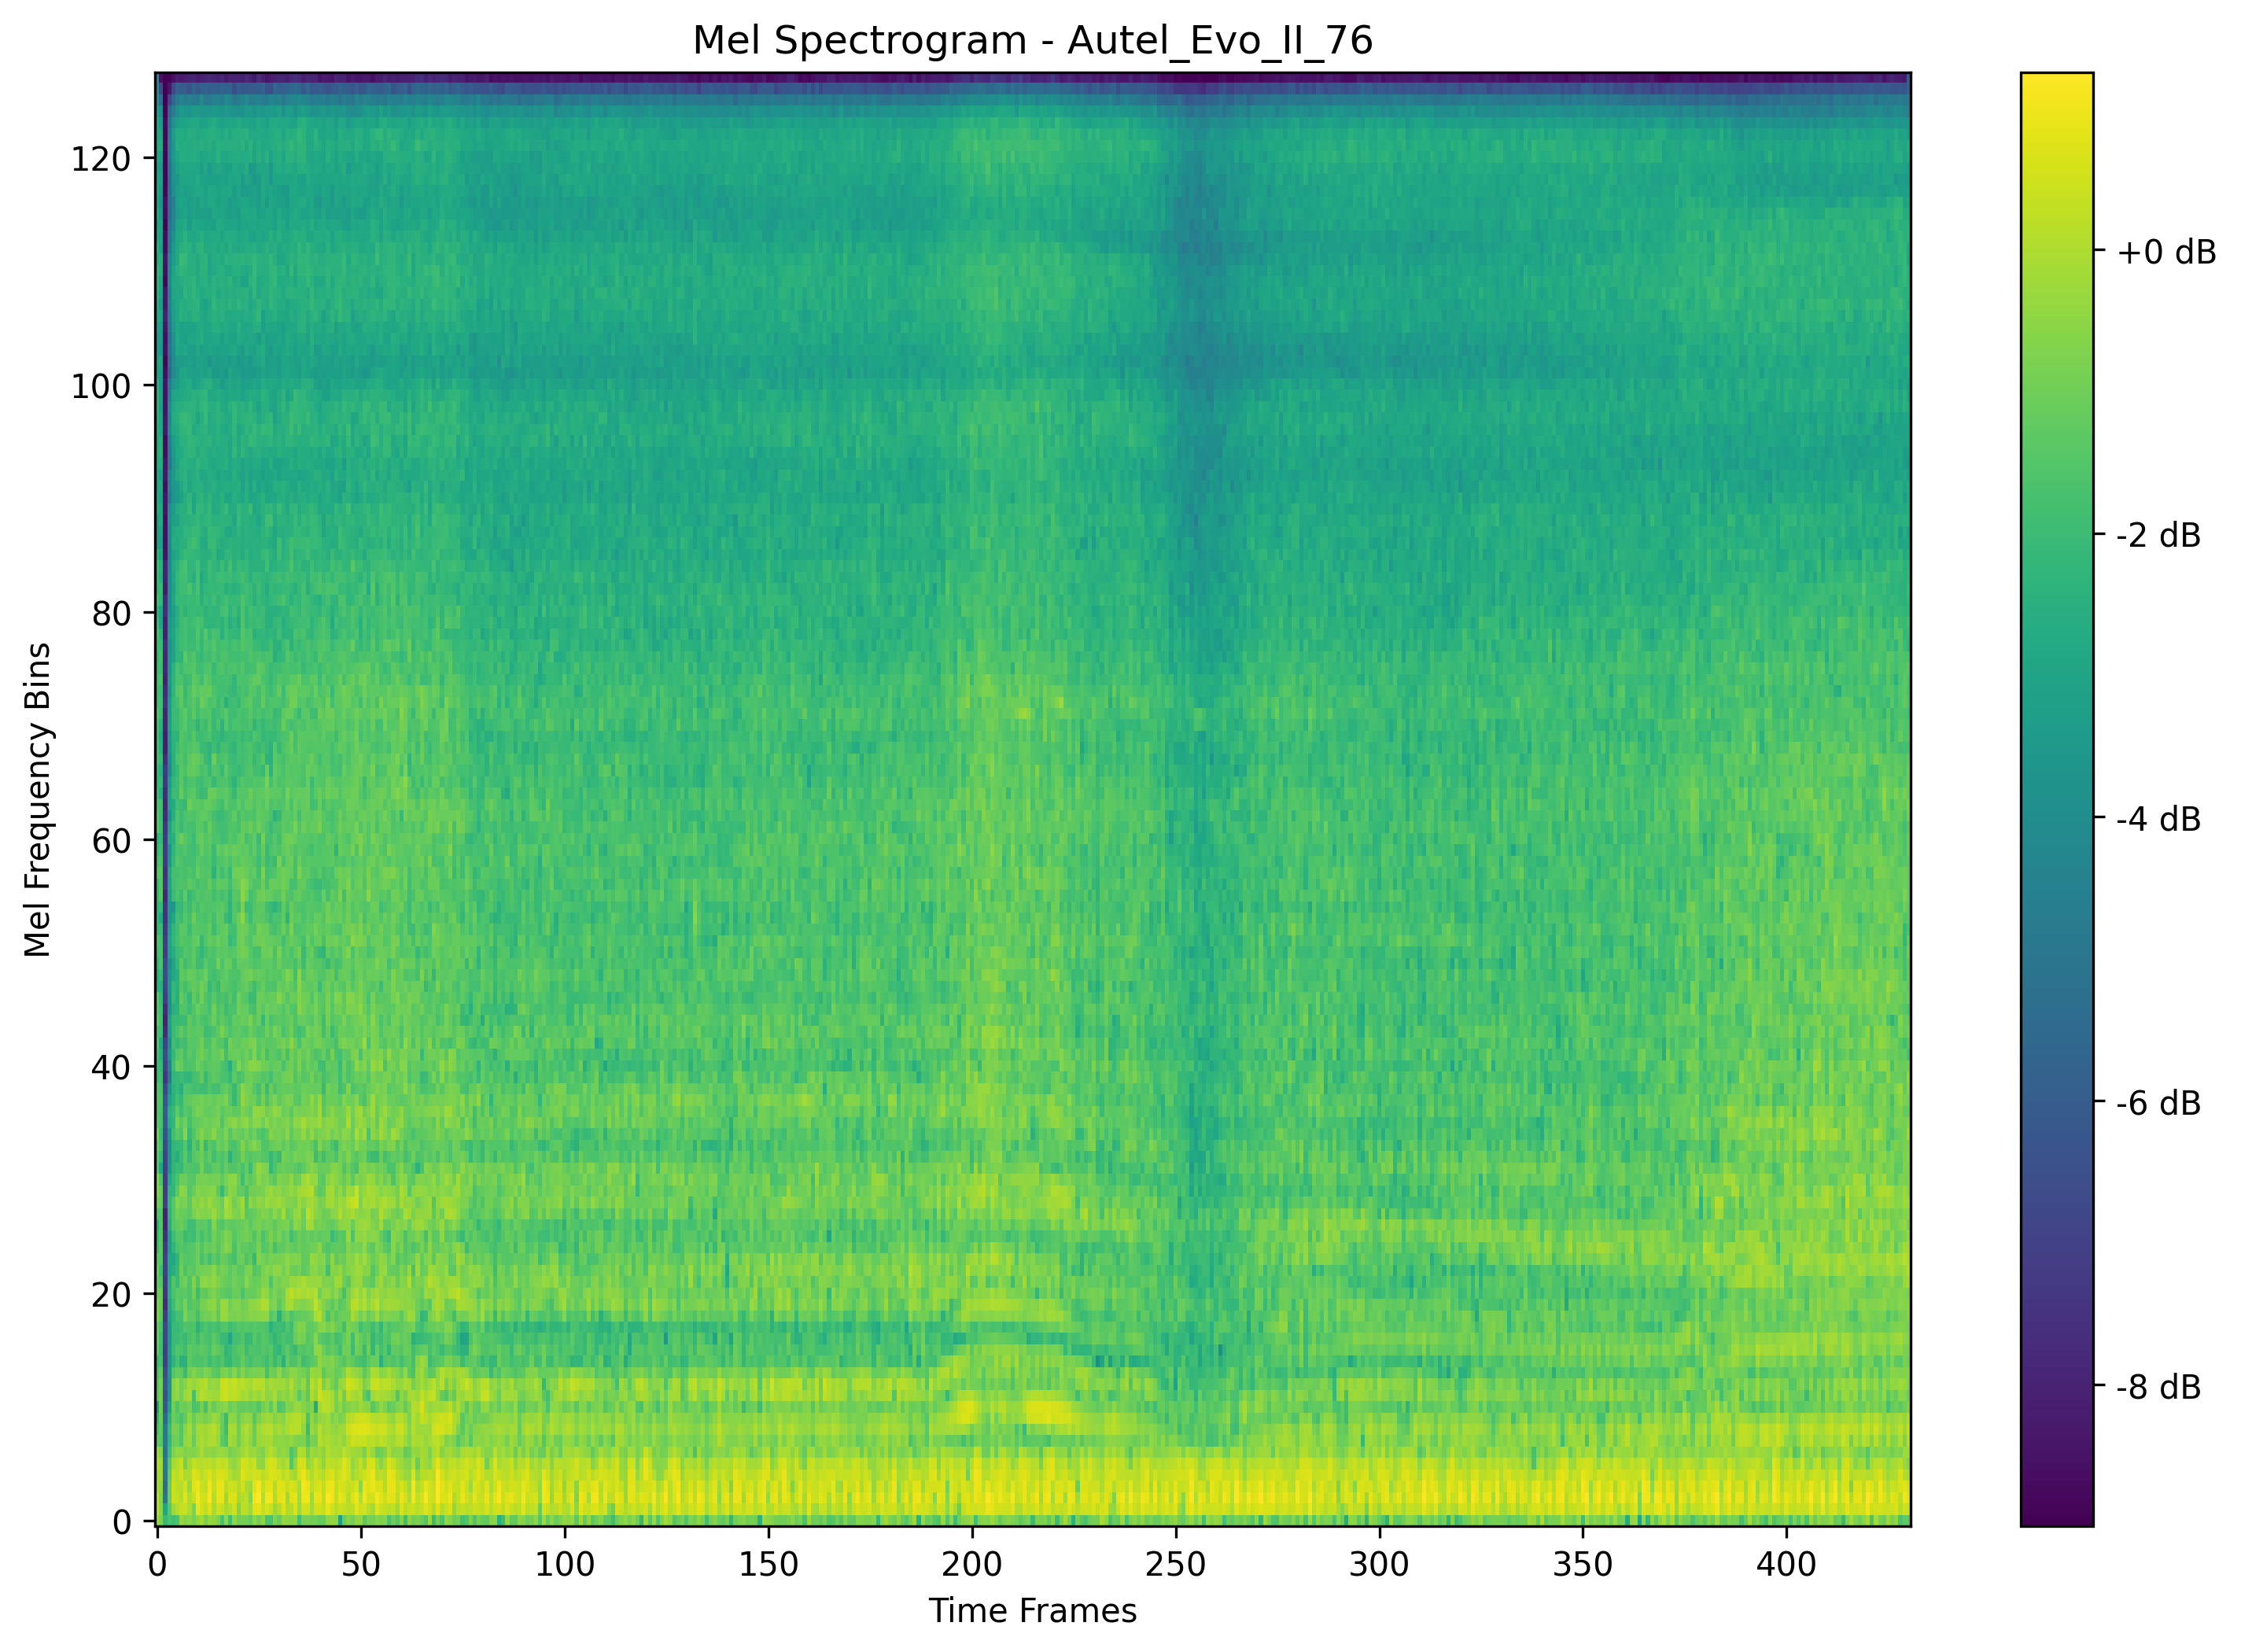 Mel Spectrogram - Autel_Evo_II_76
Mel Frequency Bins
120
100
80
60
40
20
0
0 50 100 150 200 250 300 350 400
Time Frames
+0 dB
-2 dB
-4 dB
-6 dB
-8 dB